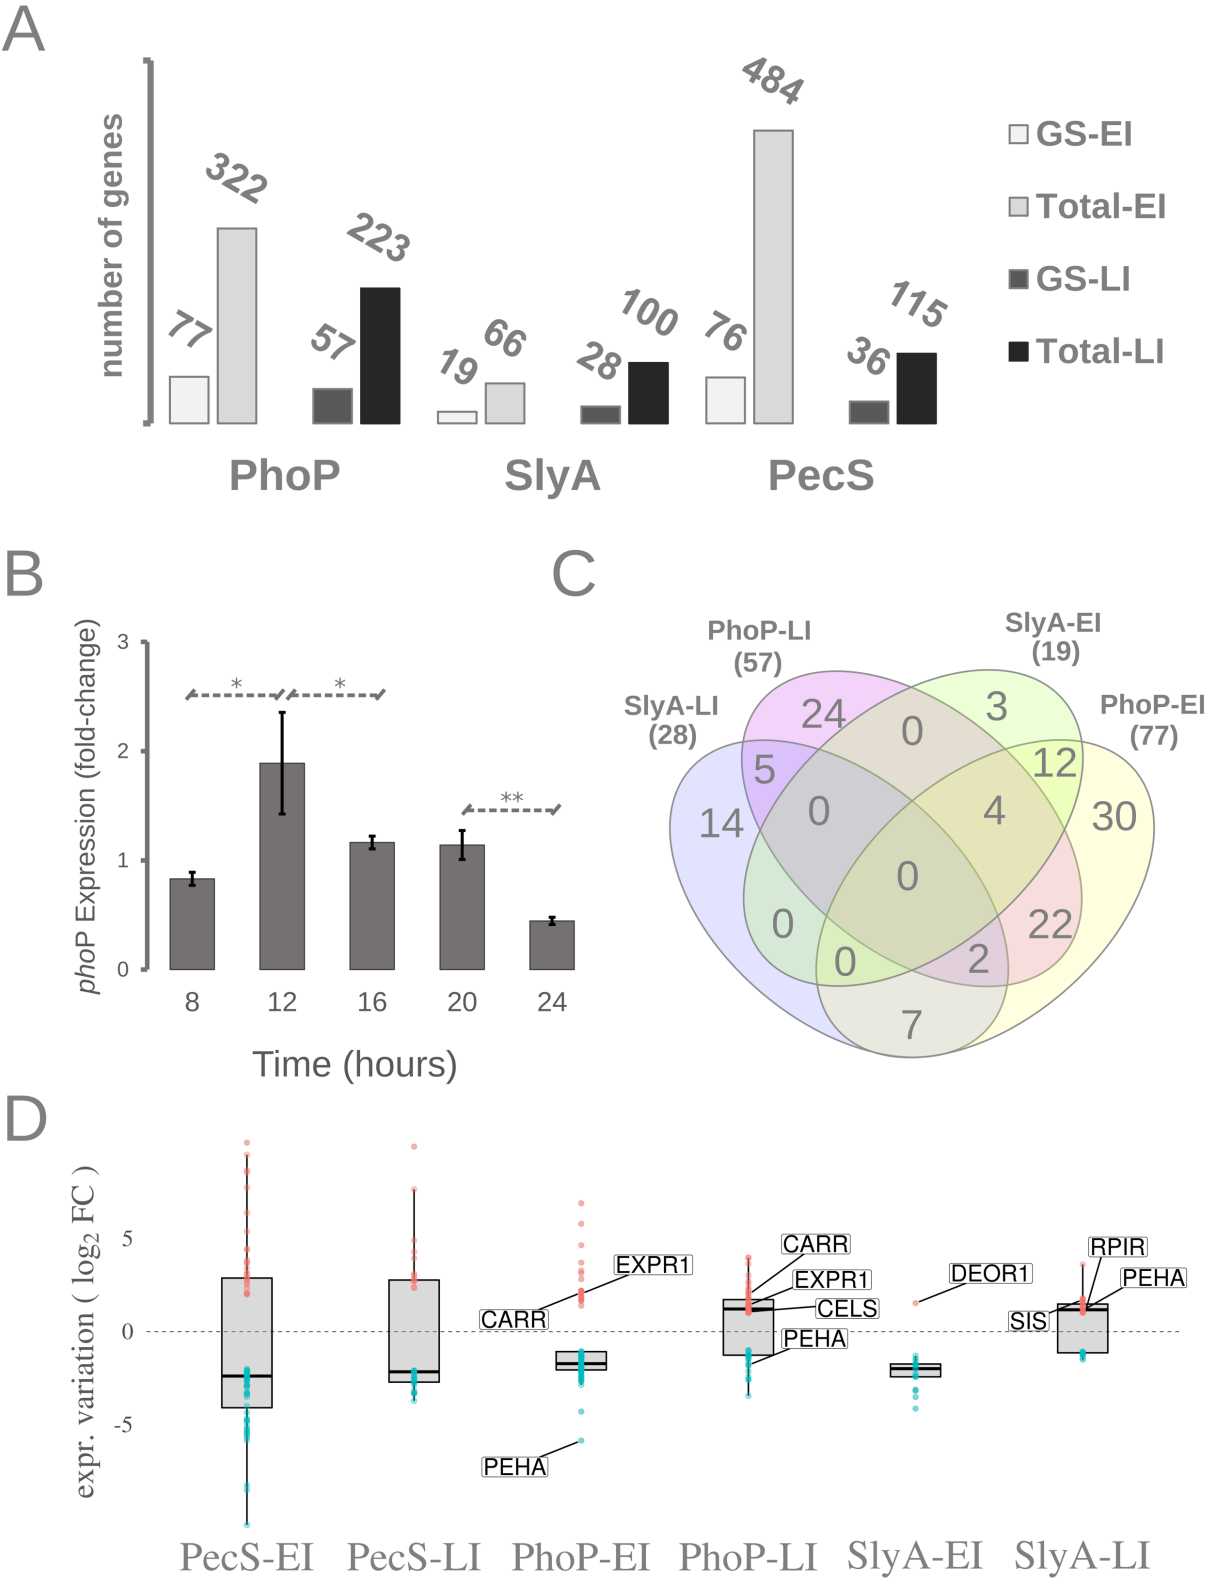 A
number of genes
77
322
57
223
19
66
28
100
76
484
36
115
PhoP
SlyA
PecS
GS-EI
Total-EI
GS-LI
Total-LI
B
phoP Expression (fold-change)
3
2
1
0
*
*
**
8
12
16
20
24
Time (hours)
C
SlyA-LI
(28)
PhoP-LI
(57)
SlyA-EI
(19)
PhoP-EI
(77)
24
0
3
5
12
14
0
4
30
0
0
22
0
2
7
D
expr. variation ( log2 FC )
5
0
-5
EXPR1
CARR
PEHA
CARR
EXPR1
CELS
PEHA
DEOR1
RPIR
PEHA
SIS
PecS-EI
PecS-LI
PhoP-EI
PhoP-LI
SlyA-EI
SlyA-LI